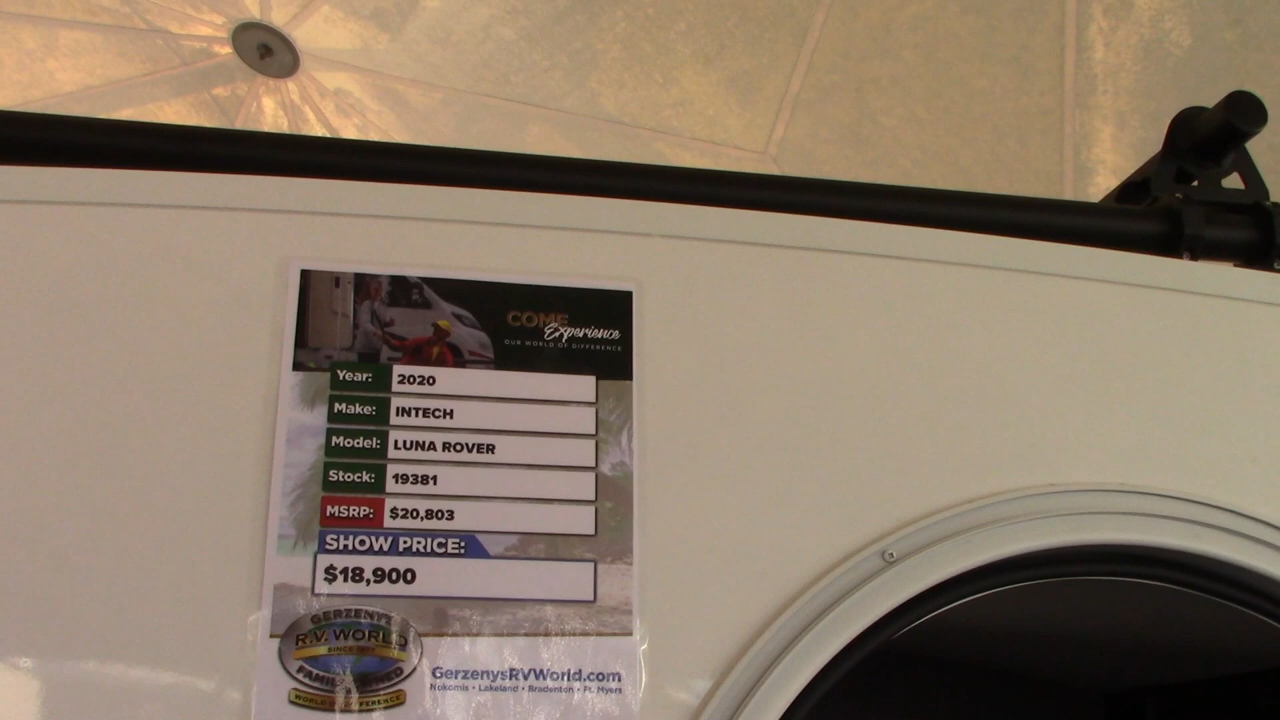 COME
Experience
OUR WORLD OF DIFFERENCE
Year: 2020
Make: INTECH
Model: LUNA ROVER
Stock: 19381
MSRP: $20,803
SHOW PRICE:
$18,900
GERZENY'S
R.V. WORLD
SINCE 1977
FAMILY OWNED
WORLD OF DIFFERENCE
GerzenysRVWorld.com
Nokomis • Lakeland • Bradenton • Ft. Myers